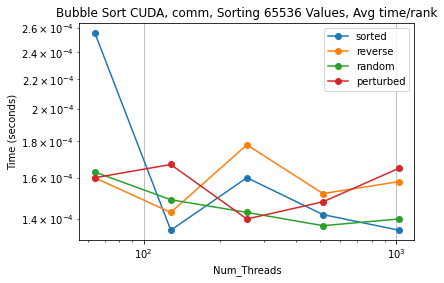 Bubble Sort CUDA, comm, Sorting 65536 Values, Avg time/rank
2.6 × 10⁻⁴
2.4 × 10⁻⁴
2.2 × 10⁻⁴
2 × 10⁻⁴
1.8 × 10⁻⁴
1.6 × 10⁻⁴
1.4 × 10⁻⁴
Time (seconds)
sorted
reverse
random
perturbed
10² 10³
Num_Threads